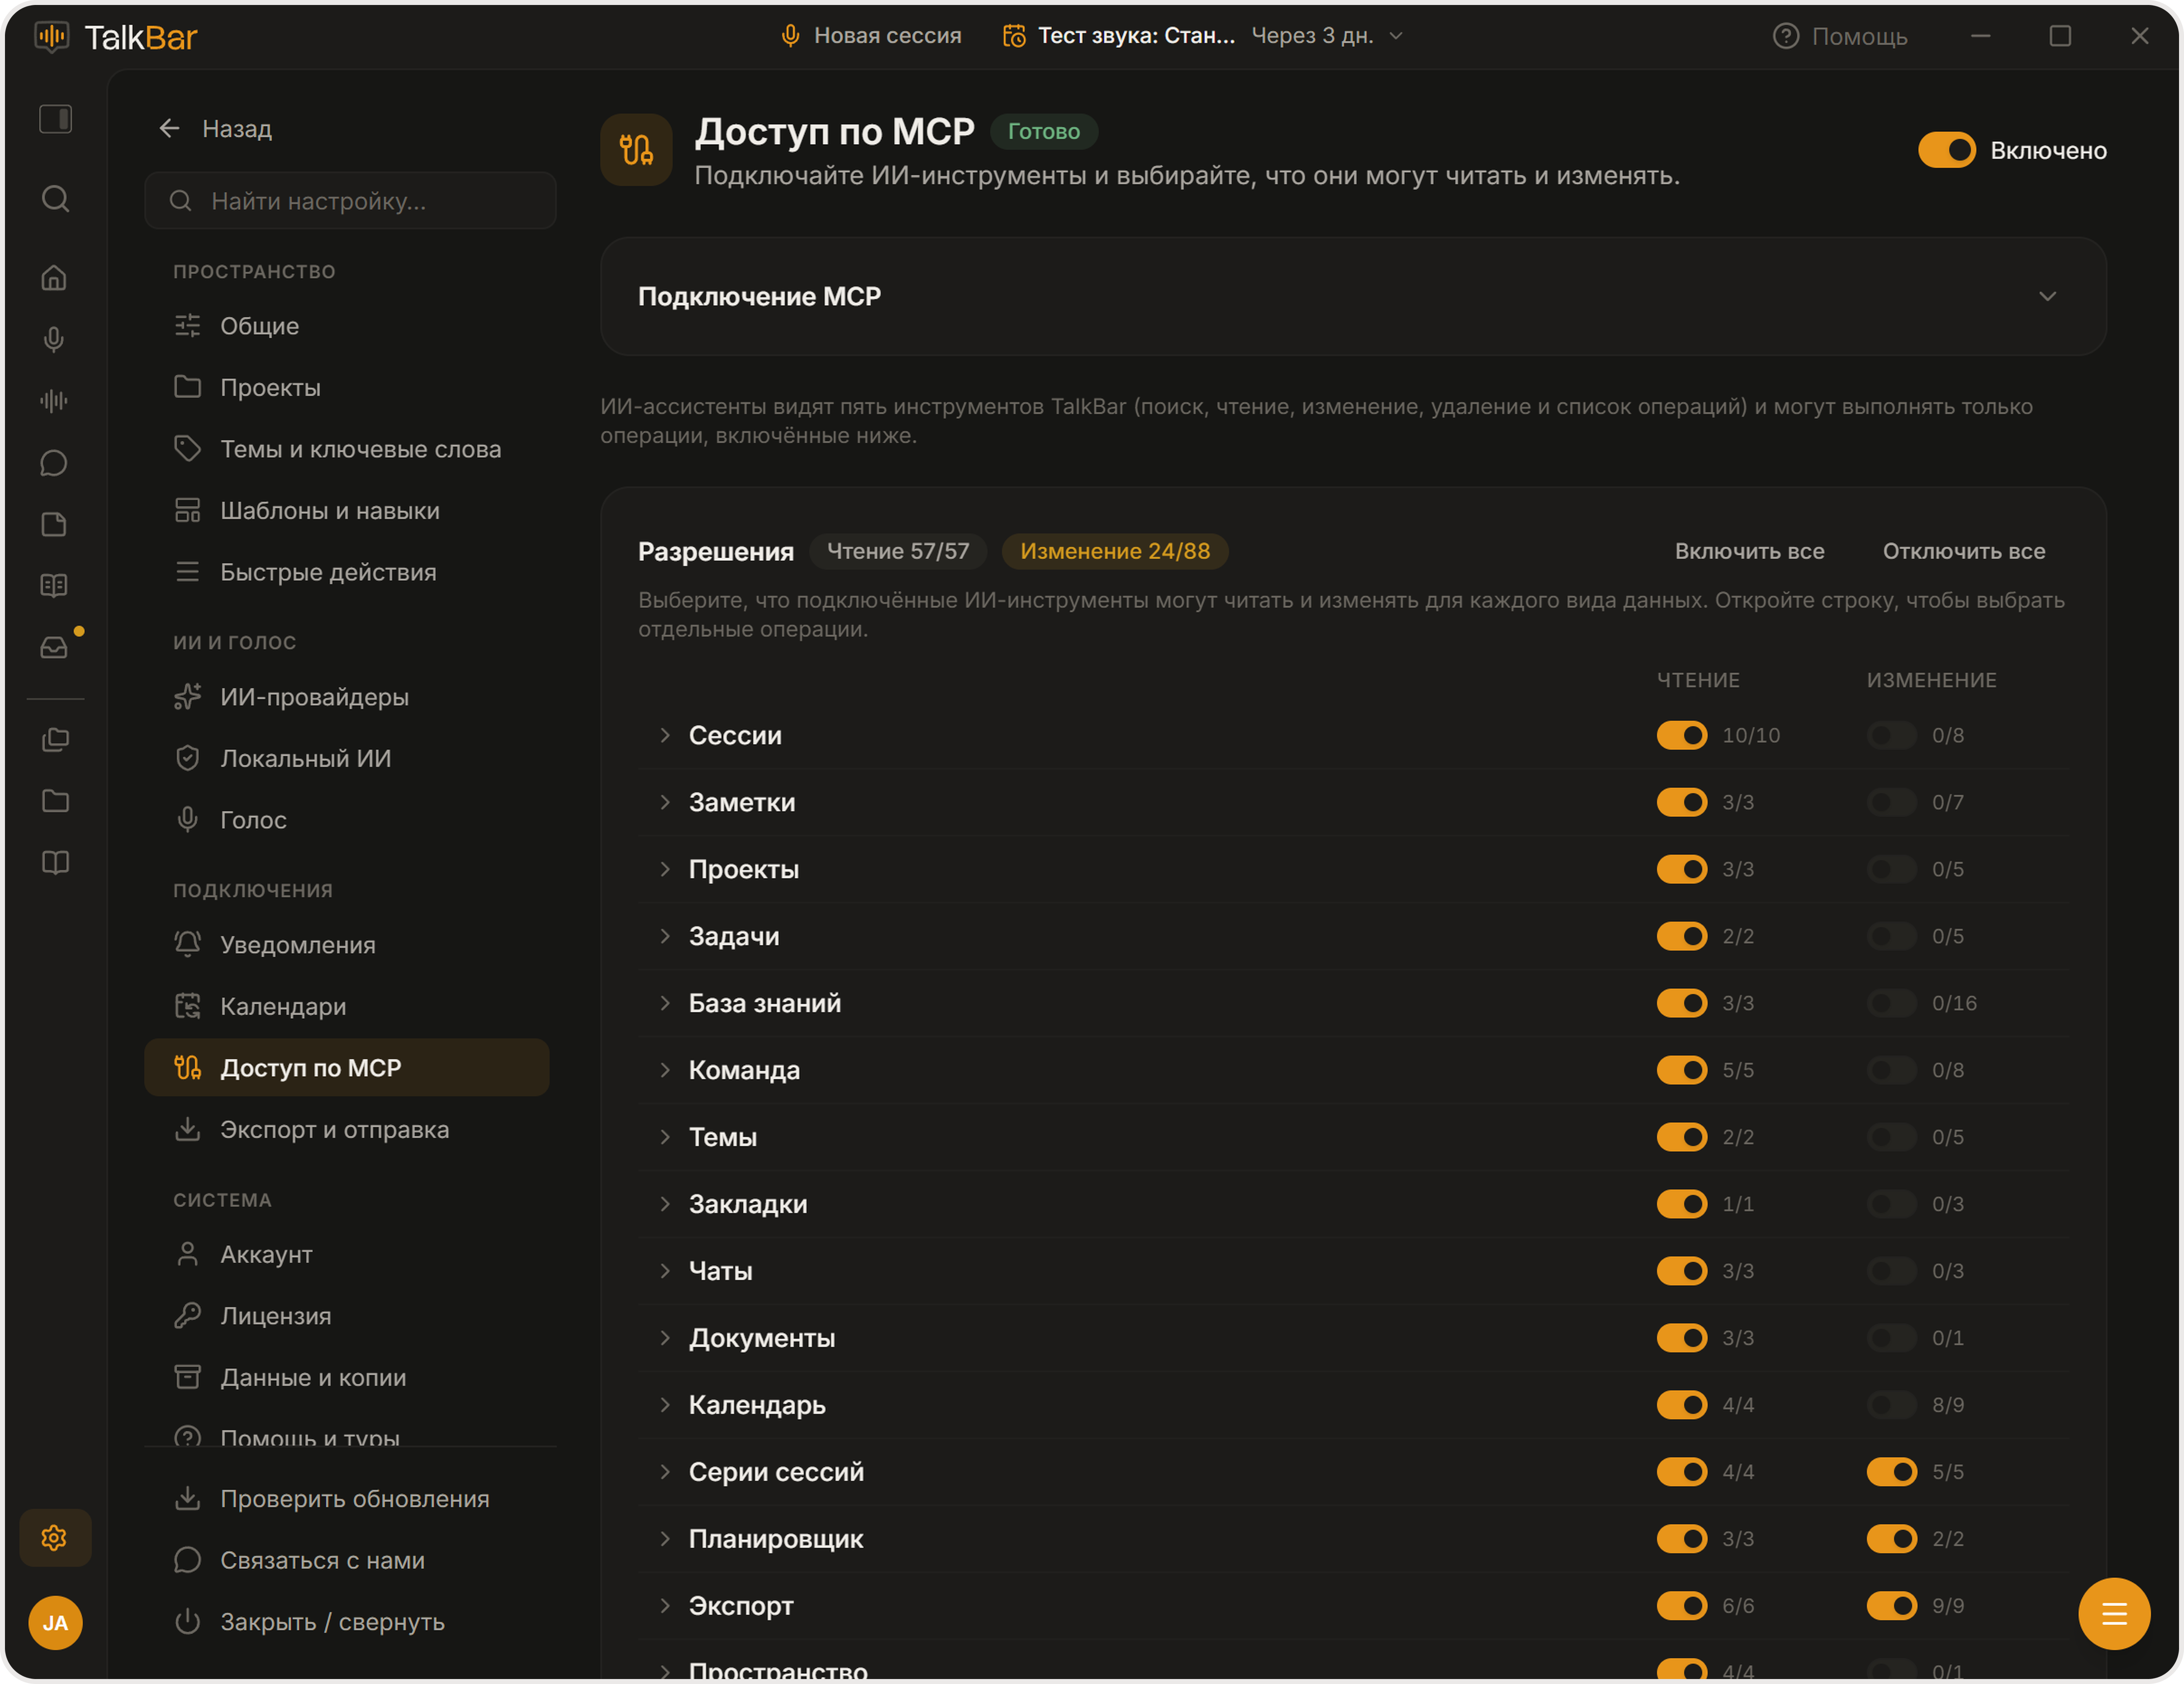 TalkBar
Новая сессия
Тест звука: Стан... Через 3 дн.
Помощь
Назад
Найти настройку...
ПРОСТРАНСТВО
Общие
Проекты
Темы и ключевые слова
Шаблоны и навыки
Быстрые действия
ИИ И ГОЛОС
ИИ-провайдеры
Локальный ИИ
Голос
ПОДКЛЮЧЕНИЯ
Уведомления
Календари
Доступ по MCP
Экспорт и отправка
СИСТЕМА
Аккаунт
Лицензия
Данные и копии
Помощь и туры
Проверить обновления
Связаться с нами
Закрыть / свернуть
JA
Доступ по MCP Готово
Подключайте ИИ-инструменты и выбирайте, что они могут читать и изменять.
Включено
Подключение MCP
ИИ-ассистенты видят пять инструментов TalkBar (поиск, чтение, изменение, удаление и список операций) и могут выполнять только
операции, включённые ниже.
Разрешения Чтение 57/57 Изменение 24/88 Включить все Отключить все
Выберите, что подключённые ИИ-инструменты могут читать и изменять для каждого вида данных. Откройте строку, чтобы выбрать
отдельные операции.
ЧТЕНИЕ ИЗМЕНЕНИЕ
Сессии 10/10 0/8
Заметки 3/3 0/7
Проекты 3/3 0/5
Задачи 2/2 0/5
База знаний 3/3 0/16
Команда 5/5 0/8
Темы 2/2 0/5
Закладки 1/1 0/3
Чаты 3/3 0/3
Документы 3/3 0/1
Календарь 4/4 8/9
Серии сессий 4/4 5/5
Планировщик 3/3 2/2
Экспорт 6/6 9/9
Пространство 4/4 0/1